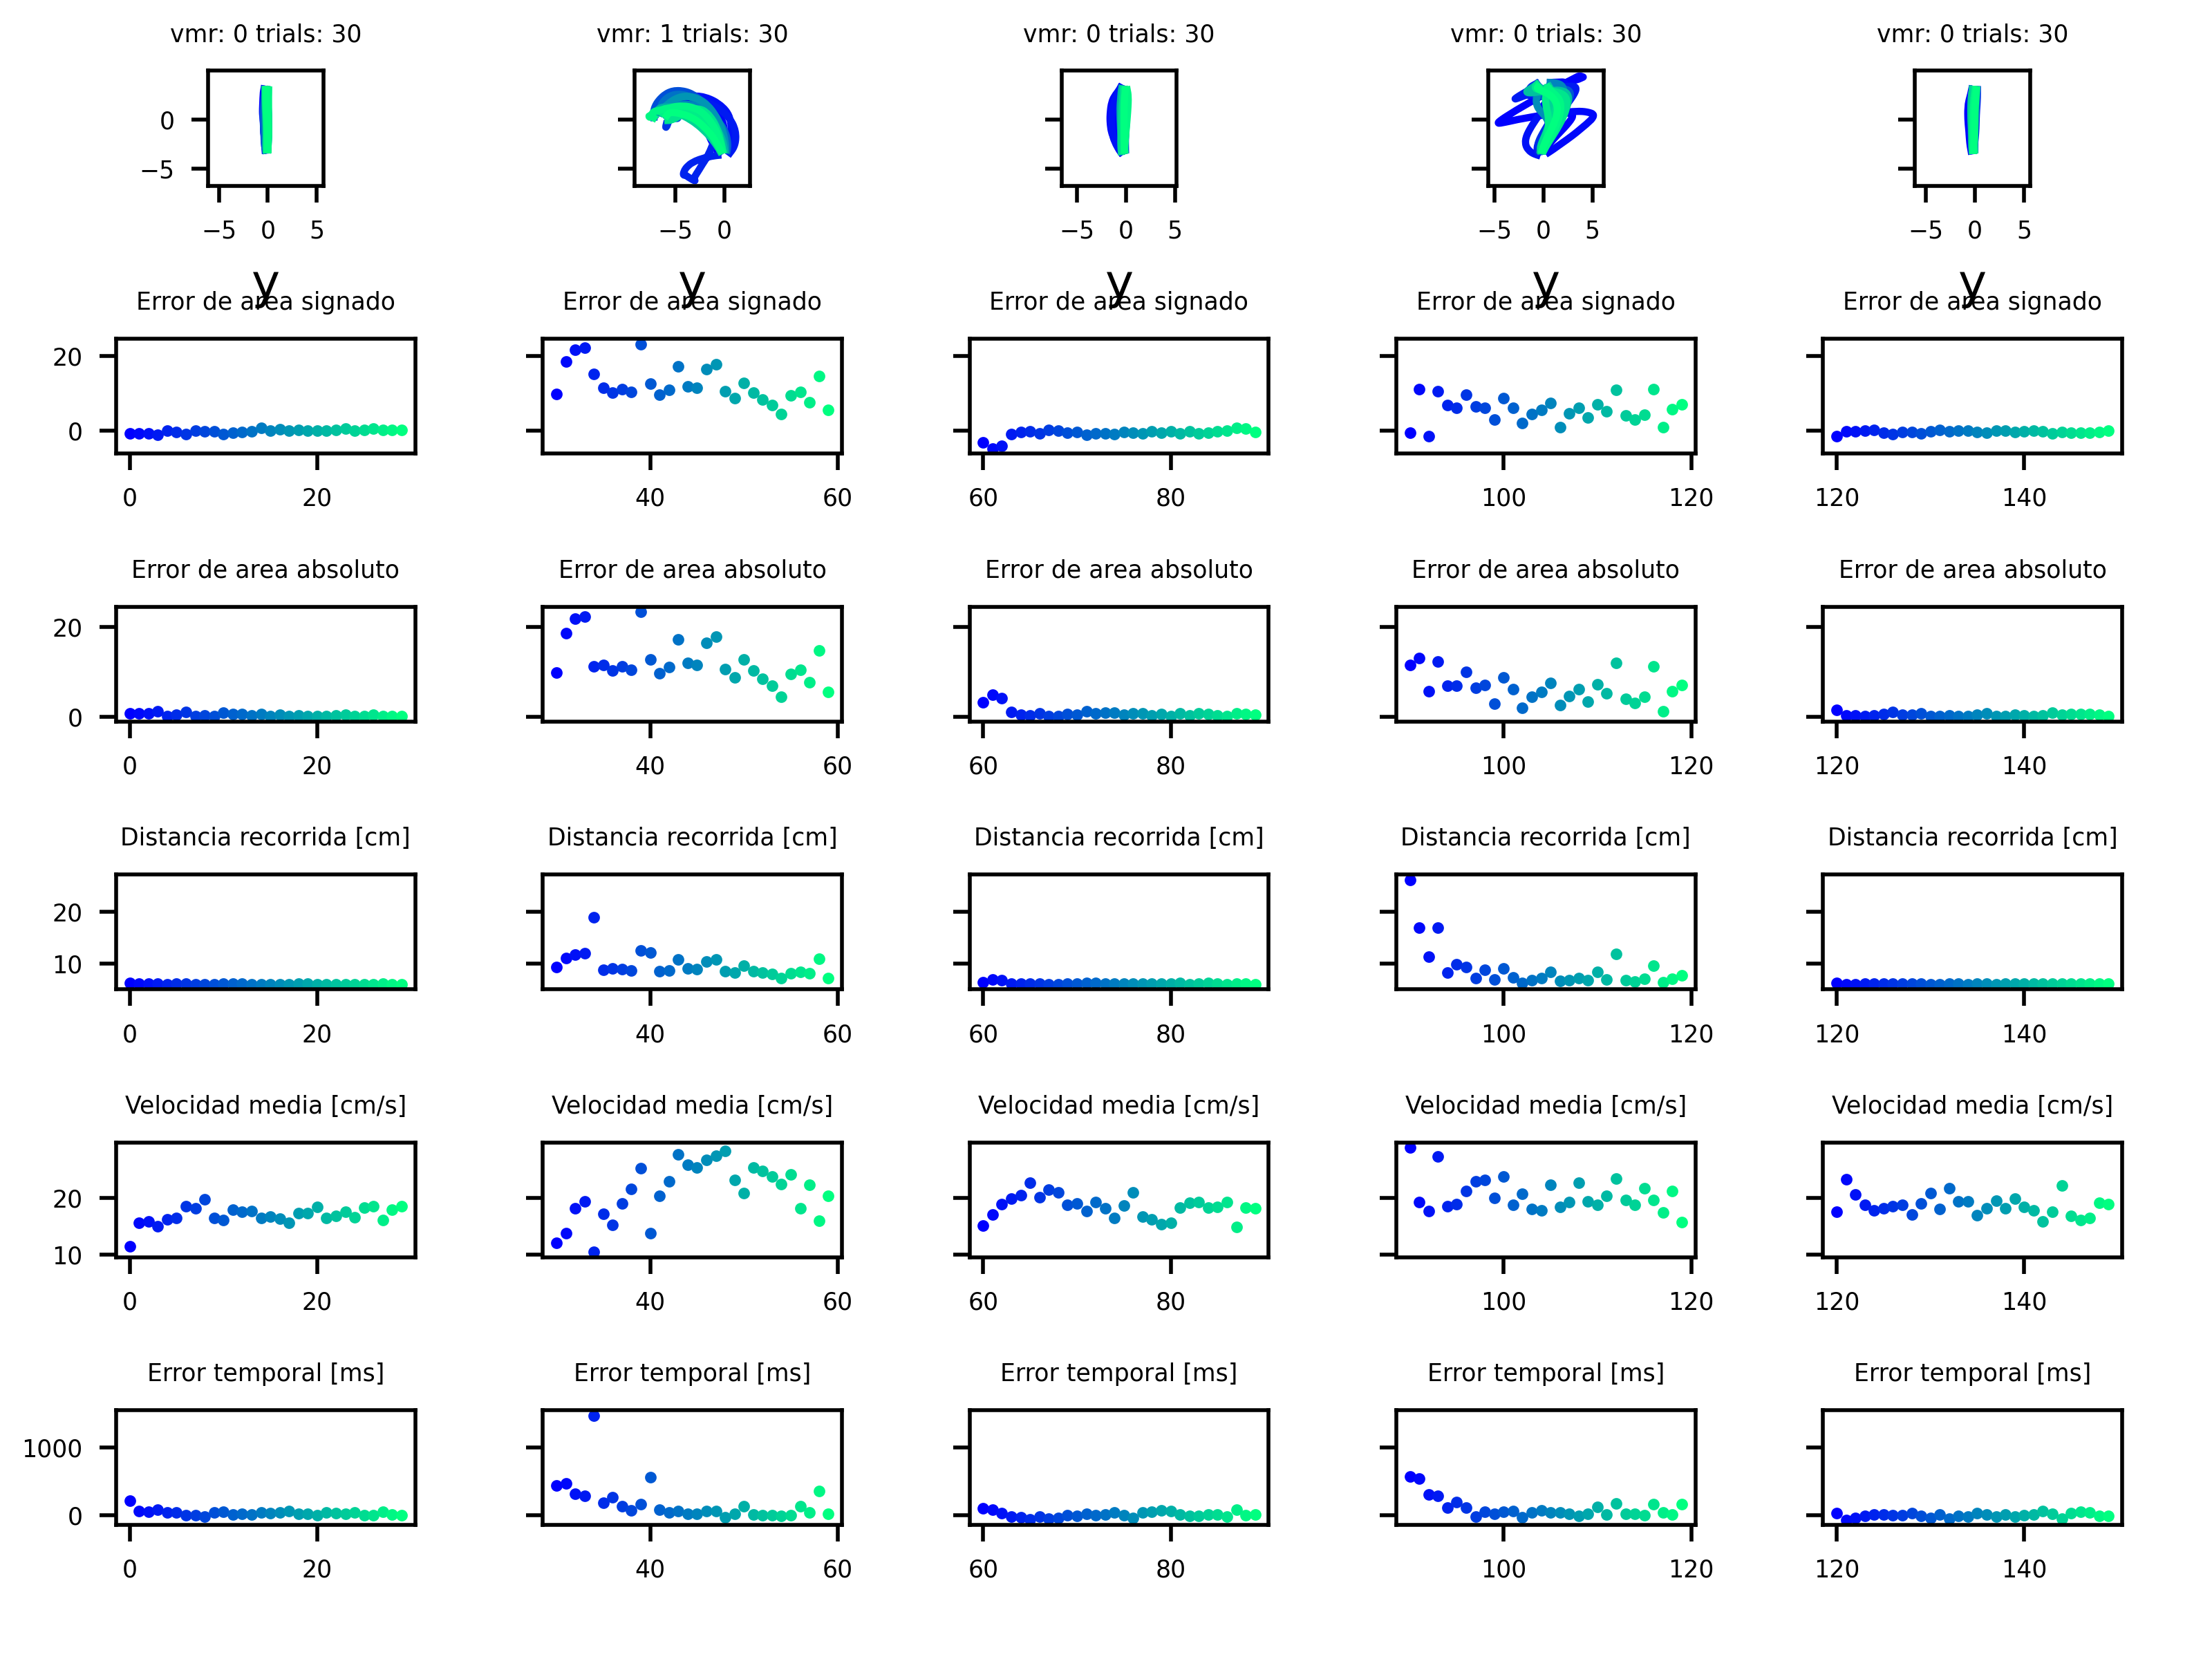 vmr: 0 trials: 30 vmr: 1 trials: 30 vmr: 0 trials: 30 vmr: 0 trials: 30 vmr: 0 trials: 30
0
−5
−5 0 5 −5 0 −5 0 5 −5 0 5 −5 0 5
y y y y y
Error de area signado Error de area signado Error de area signado Error de area signado Error de area signado
20
0
0 20 40 60 60 80 100 120 120 140
Error de area absoluto Error de area absoluto Error de area absoluto Error de area absoluto Error de area absoluto
20
0
0 20 40 60 60 80 100 120 120 140
Distancia recorrida [cm] Distancia recorrida [cm] Distancia recorrida [cm] Distancia recorrida [cm] Distancia recorrida [cm]
20
10
0 20 40 60 60 80 100 120 120 140
Velocidad media [cm/s] Velocidad media [cm/s] Velocidad media [cm/s] Velocidad media [cm/s] Velocidad media [cm/s]
20
10
0 20 40 60 60 80 100 120 120 140
Error temporal [ms] Error temporal [ms] Error temporal [ms] Error temporal [ms] Error temporal [ms]
1000
0
0 20 40 60 60 80 100 120 120 140